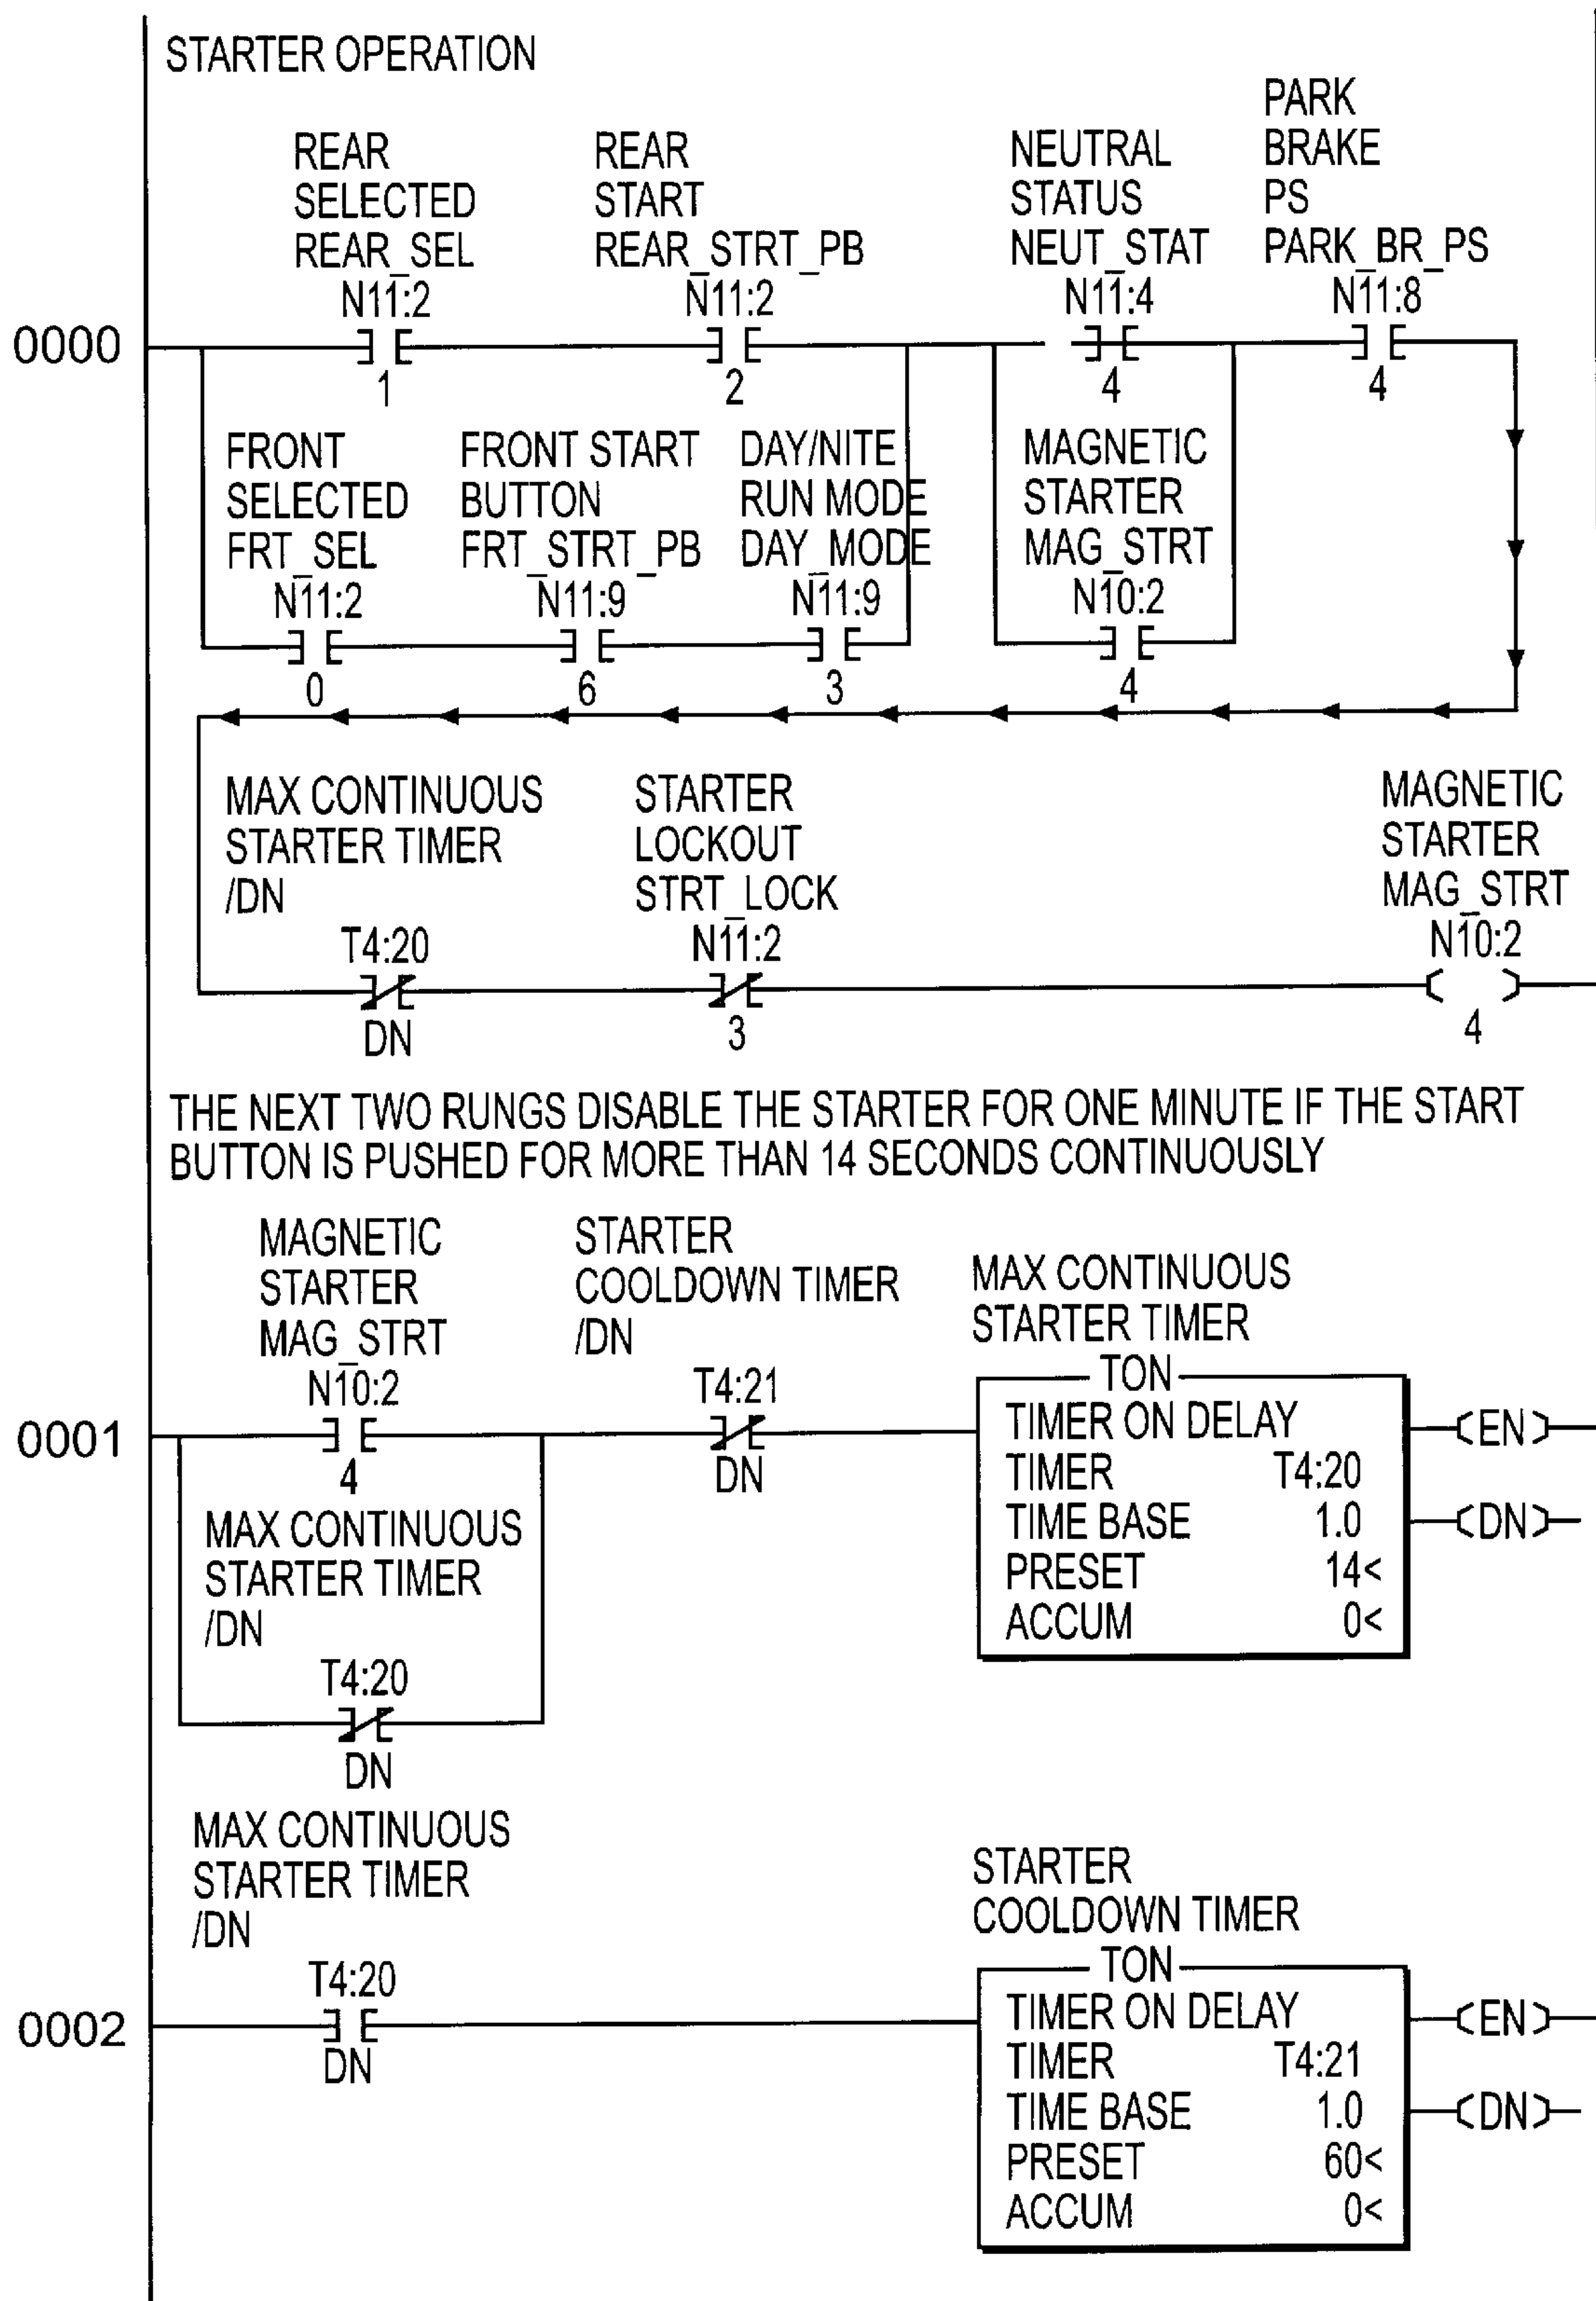 STARTER OPERATION
REAR
SELECTED
REAR_SEL
N11:2
1
REAR
START
REAR_STRT_PB
N11:2
2
NEUTRAL
STATUS
NEUT_STAT
N11:4
4
PARK
BRAKE
PS
PARK_BR_PS
N11:8
4
0000
FRONT
SELECTED
FRT_SEL
N11:2
0
FRONT START
BUTTON
FRT_STRT_PB
N11:9
6
DAY/NITE
RUN MODE
DAY_MODE
N11:9
3
MAGNETIC
STARTER
MAG_STRT
N10:2
4
MAX CONTINUOUS
STARTER TIMER
/DN
T4:20
DN
STARTER
LOCKOUT
STRT_LOCK
N11:2
3
MAGNETIC
STARTER
MAG_STRT
N10:2
4
THE NEXT TWO RUNGS DISABLE THE STARTER FOR ONE MINUTE IF THE START
BUTTON IS PUSHED FOR MORE THAN 14 SECONDS CONTINUOUSLY
MAGNETIC
STARTER
MAG_STRT
N10:2
4
STARTER
COOLDOWN TIMER
/DN
T4:21
DN
MAX CONTINUOUS
STARTER TIMER
TON
TIMER ON DELAY
TIMER T4:20
TIME BASE 1.0
PRESET 14<
ACCUM 0<
EN
DN
0001
MAX CONTINUOUS
STARTER TIMER
/DN
T4:20
DN
MAX CONTINUOUS
STARTER TIMER
/DN
T4:20
DN
0002
STARTER
COOLDOWN TIMER
TON
TIMER ON DELAY
TIMER T4:21
TIME BASE 1.0
PRESET 60<
ACCUM 0<
EN
DN